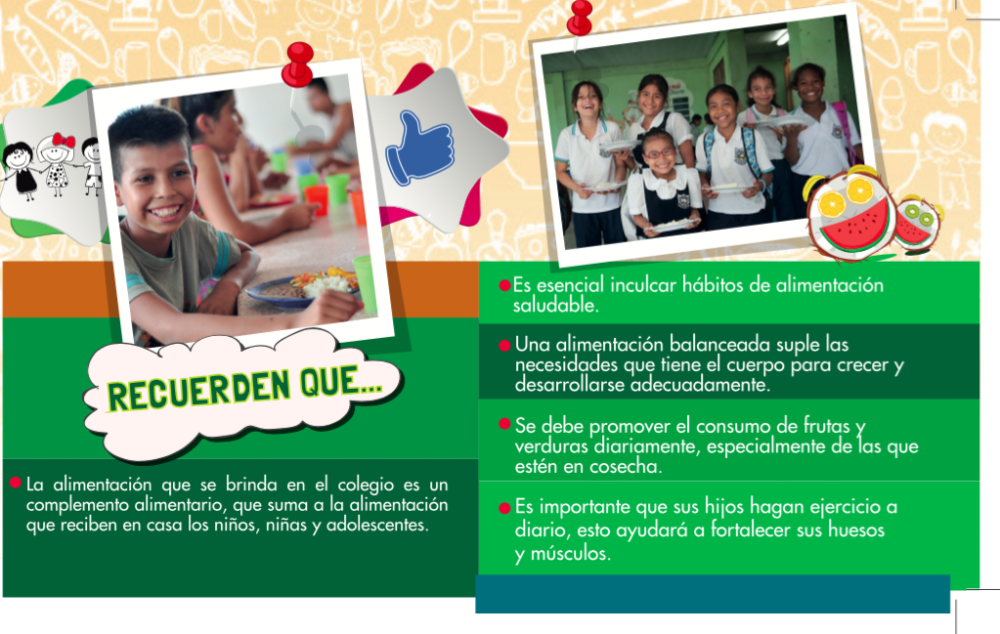 RECUERDEN QUE...
La alimentación que se brinda en el colegio es un
complemento alimentario, que suma a la alimentación
que reciben en casa los niños, niñas y adolescentes.
Es esencial inculcar hábitos de alimentación
saludable.
Una alimentación balanceada suple las
necesidades que tiene el cuerpo para crecer y
desarrollarse adecuadamente.
Se debe promover el consumo de frutas y
verduras diariamente, especialmente de las que
estén en cosecha.
Es importante que sus hijos hagan ejercicio a
diario, esto ayudará a fortalecer sus huesos
y músculos.